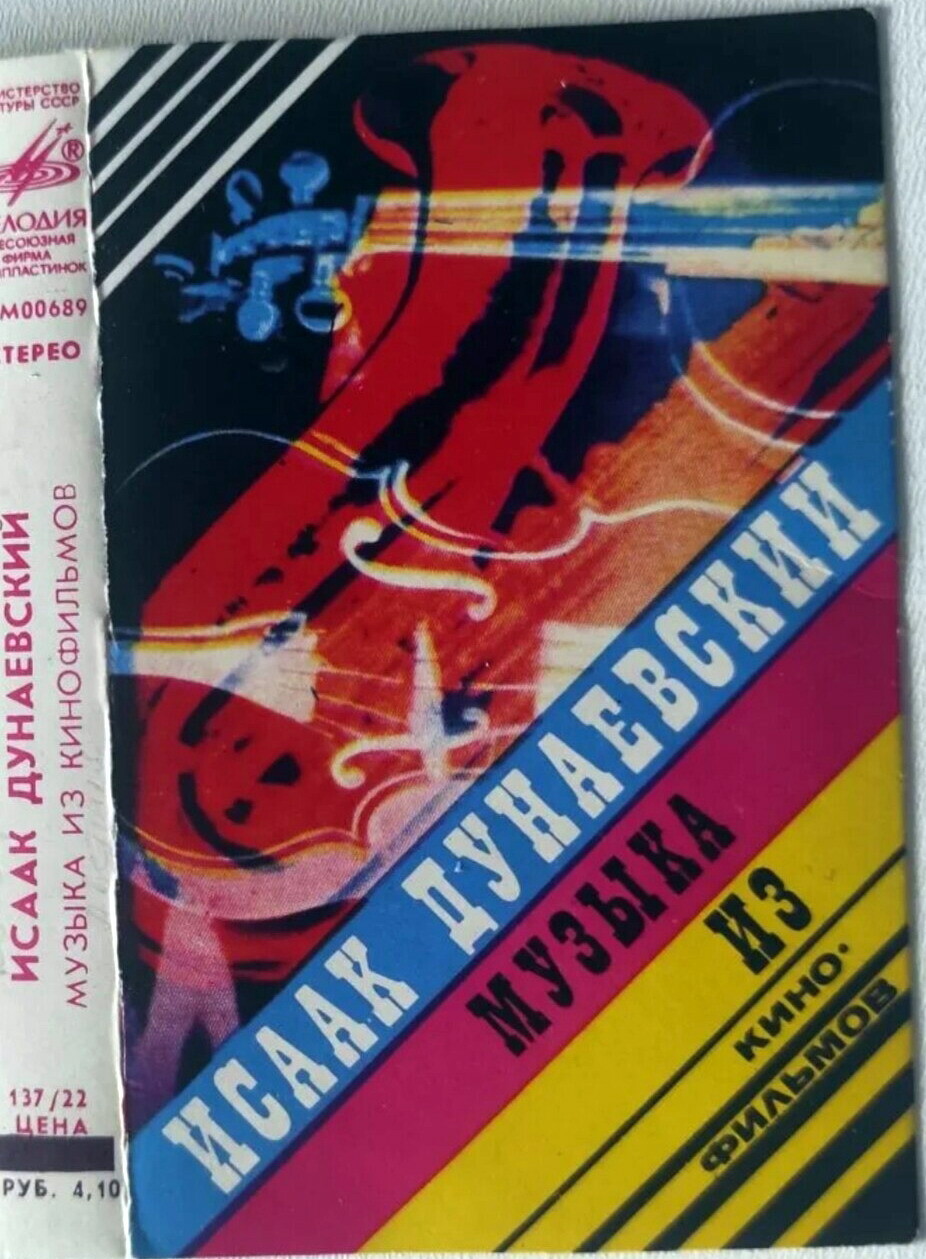 ИСТЕРСТВО
ТУРЫ СССР
®
ЛОДИЯ
ЕСОЮЗНАЯ
ФИРМА
МПЛАСТИНОК
М00689
ТЕРЕО
ИСААК ДУНАЕВСКИЙ
МУЗЫКА ИЗ КИНОФИЛЬМОВ
137/22
ЦЕНА
РУБ. 4,10
ИСААК ДУНАЕВСКИЙ
МУЗЫКА
ИЗ
КИНО-
ФИЛЬМОВ